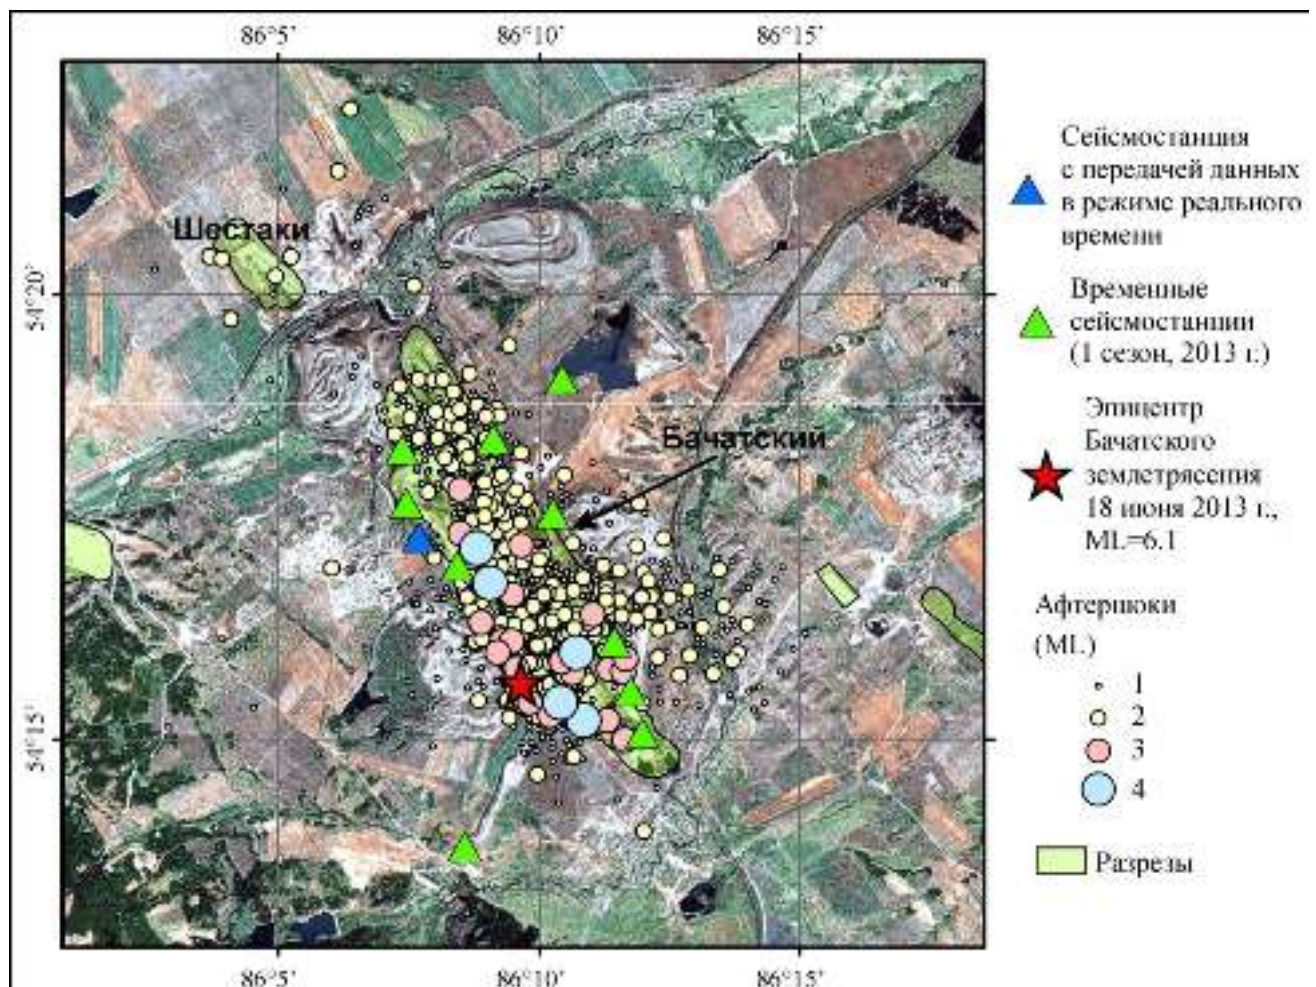 86°5'
86°10'
86°15'
54°20'
54°15'
Шестаки
Бачатский
86°5'
86°10'
86°15'
Сейсмостанция
с передачей данных
в режиме реального
времени
Временные
сейсмостанции
(1 сезон, 2013 г.)
Эпицентр
Бачатского
землетрясения
18 июня 2013 г.,
ML=6.1
Афтершоки
(ML)
1
2
3
4
Разрезы